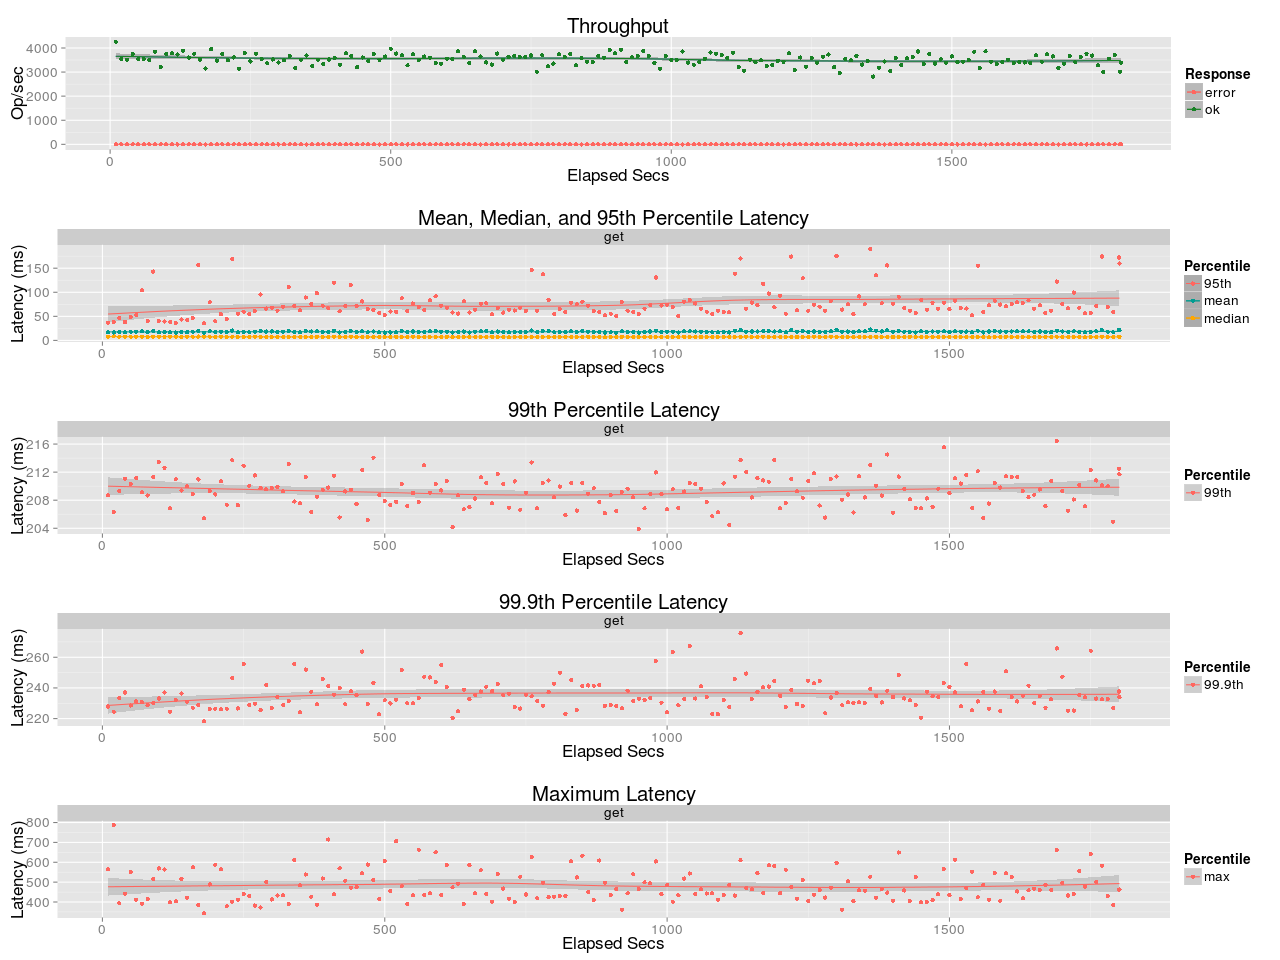 Throughput
Op/sec
4000
3000
2000
1000
0
0 500 1000 1500
Elapsed Secs
Response
error
ok
Mean, Median, and 95th Percentile Latency
get
Latency (ms)
150
100
50
0
0 500 1000 1500
Elapsed Secs
Percentile
95th
mean
median
99th Percentile Latency
get
Latency (ms)
216
212
208
204
0 500 1000 1500
Elapsed Secs
Percentile
99th
99.9th Percentile Latency
get
Latency (ms)
260
240
220
0 500 1000 1500
Elapsed Secs
Percentile
99.9th
Maximum Latency
get
Latency (ms)
800
700
600
500
400
0 500 1000 1500
Elapsed Secs
Percentile
max